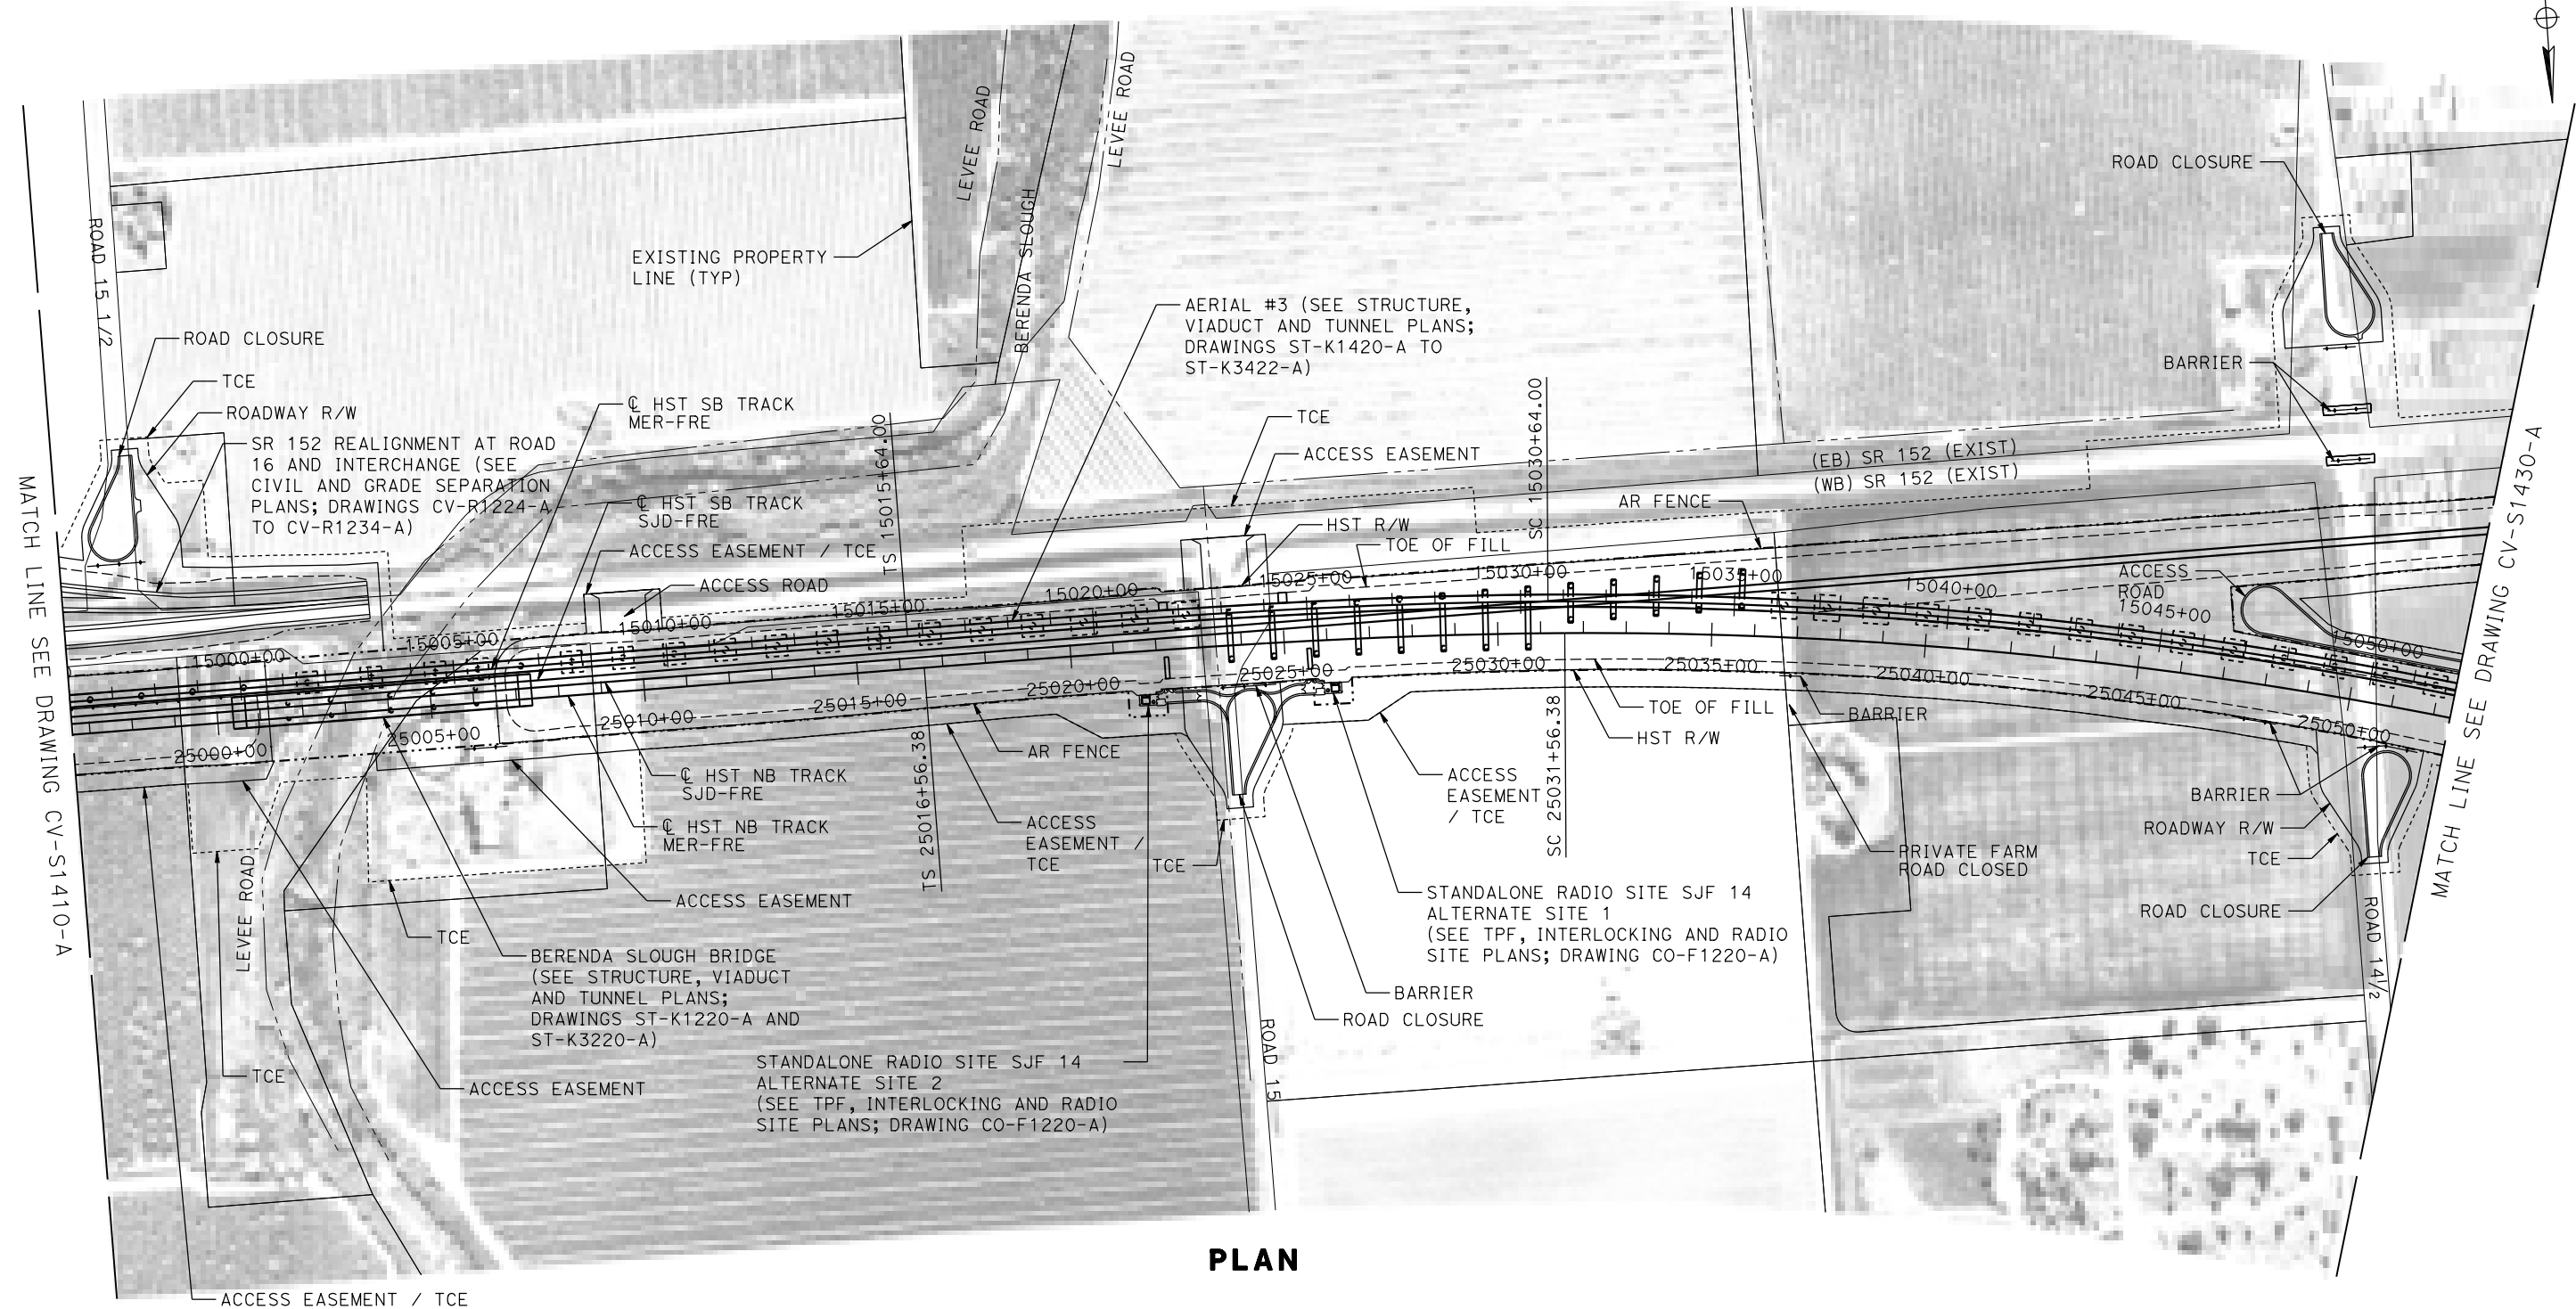 ROAD 15 1/2
LEVEE ROAD
LEVEE ROAD
BERENDA SLOUGH
EXISTING PROPERTY
LINE (TYP)
ROAD CLOSURE
ROAD CLOSURE
TCE
ROADWAY R/W
SR 152 REALIGNMENT AT ROAD
16 AND INTERCHANGE (SEE
CIVIL AND GRADE SEPARATION
PLANS; DRAWINGS CV-R1224-A
TO CV-R1234-A)
℄ HST SB TRACK
MER-FRE
℄ HST SB TRACK
SJD-FRE
ACCESS EASEMENT / TCE
ACCESS ROAD
TS 15015+64.00
AERIAL #3 (SEE STRUCTURE,
VIADUCT AND TUNNEL PLANS;
DRAWINGS ST-K1420-A TO
ST-K3422-A)
TCE
ACCESS EASEMENT
HST R/W
TOE OF FILL
SC 15030+64.00
AR FENCE
(EB) SR 152 (EXIST)
(WB) SR 152 (EXIST)
BARRIER
ACCESS
ROAD
MATCH LINE SEE DRAWING CV-S1410-A
MATCH LINE SEE DRAWING CV-S1430-A
15000+00
15005+00
15010+00
15015+00
15020+00
15025+00
15030+00
15035+00
15040+00
15045+00
15050+00
25000+00
25005+00
25010+00
25015+00
25020+00
25025+00
25030+00
25035+00
25040+00
25045+00
25050+00
TS 25016+56.38
SC 25031+56.38
TOE OF FILL
HST R/W
BARRIER
AR FENCE
℄ HST NB TRACK
SJD-FRE
℄ HST NB TRACK
MER-FRE
ACCESS
EASEMENT /
TCE
TCE
ACCESS
EASEMENT
/ TCE
PRIVATE FARM
ROAD CLOSED
BARRIER
ROADWAY R/W
TCE
ROAD CLOSURE
ROAD 14 1/2
ACCESS EASEMENT
TCE
LEVEE ROAD
BERENDA SLOUGH BRIDGE
(SEE STRUCTURE, VIADUCT
AND TUNNEL PLANS;
DRAWINGS ST-K1220-A AND
ST-K3220-A)
STANDALONE RADIO SITE SJF 14
ALTERNATE SITE 1
(SEE TPF, INTERLOCKING AND RADIO
SITE PLANS; DRAWING CO-F1220-A)
BARRIER
ROAD CLOSURE
ROAD 15
TCE
ACCESS EASEMENT
STANDALONE RADIO SITE SJF 14
ALTERNATE SITE 2
(SEE TPF, INTERLOCKING AND RADIO
SITE PLANS; DRAWING CO-F1220-A)
PLAN
ACCESS EASEMENT / TCE